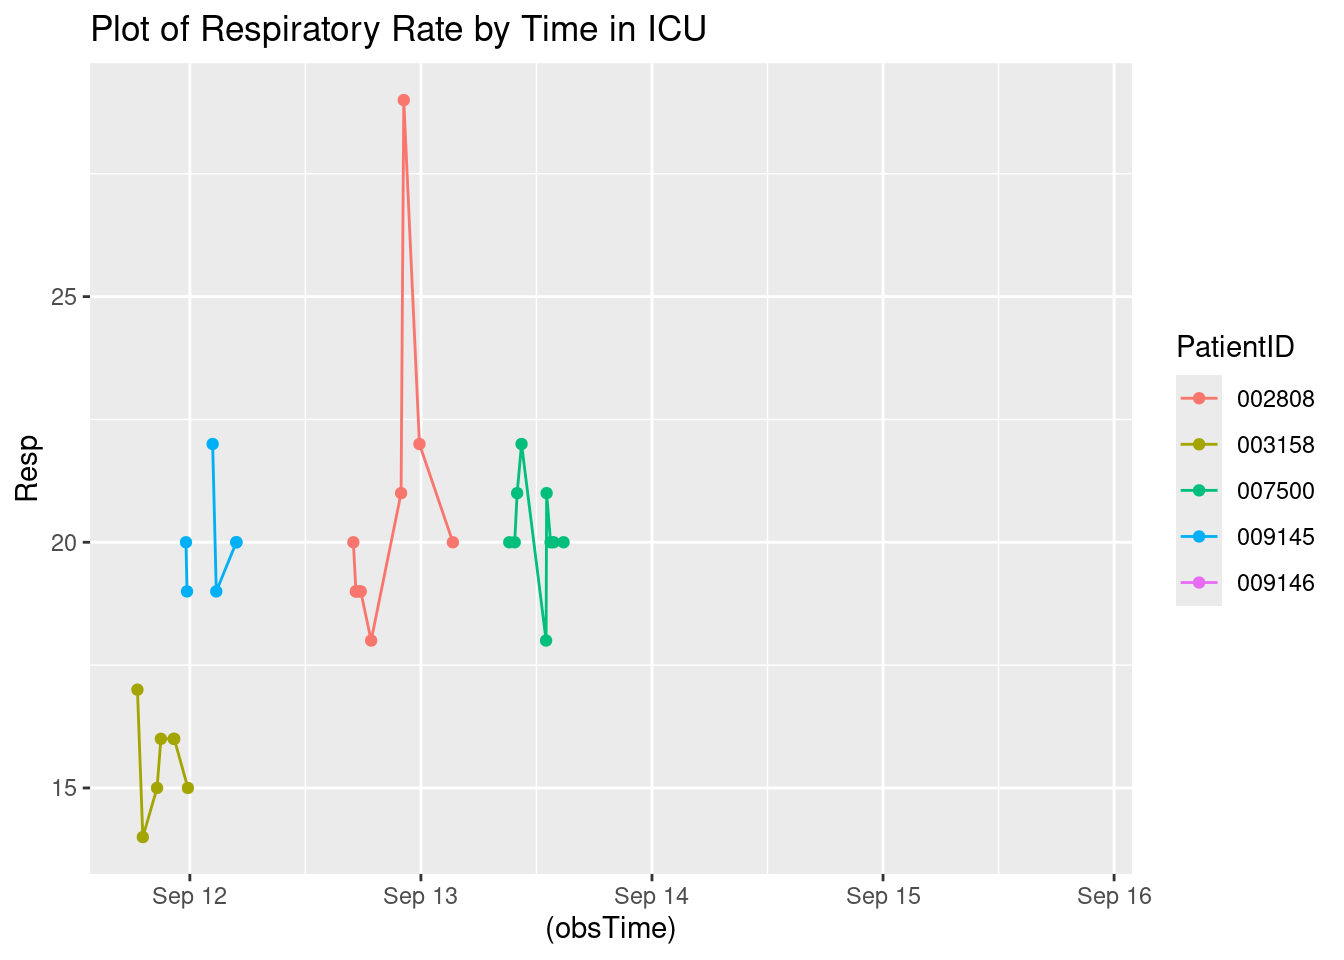 Plot of Respiratory Rate by Time in ICU
Resp
25
20
15
Sep 12
Sep 13
Sep 14
Sep 15
Sep 16
(obsTime)
PatientID
002808
003158
007500
009145
009146